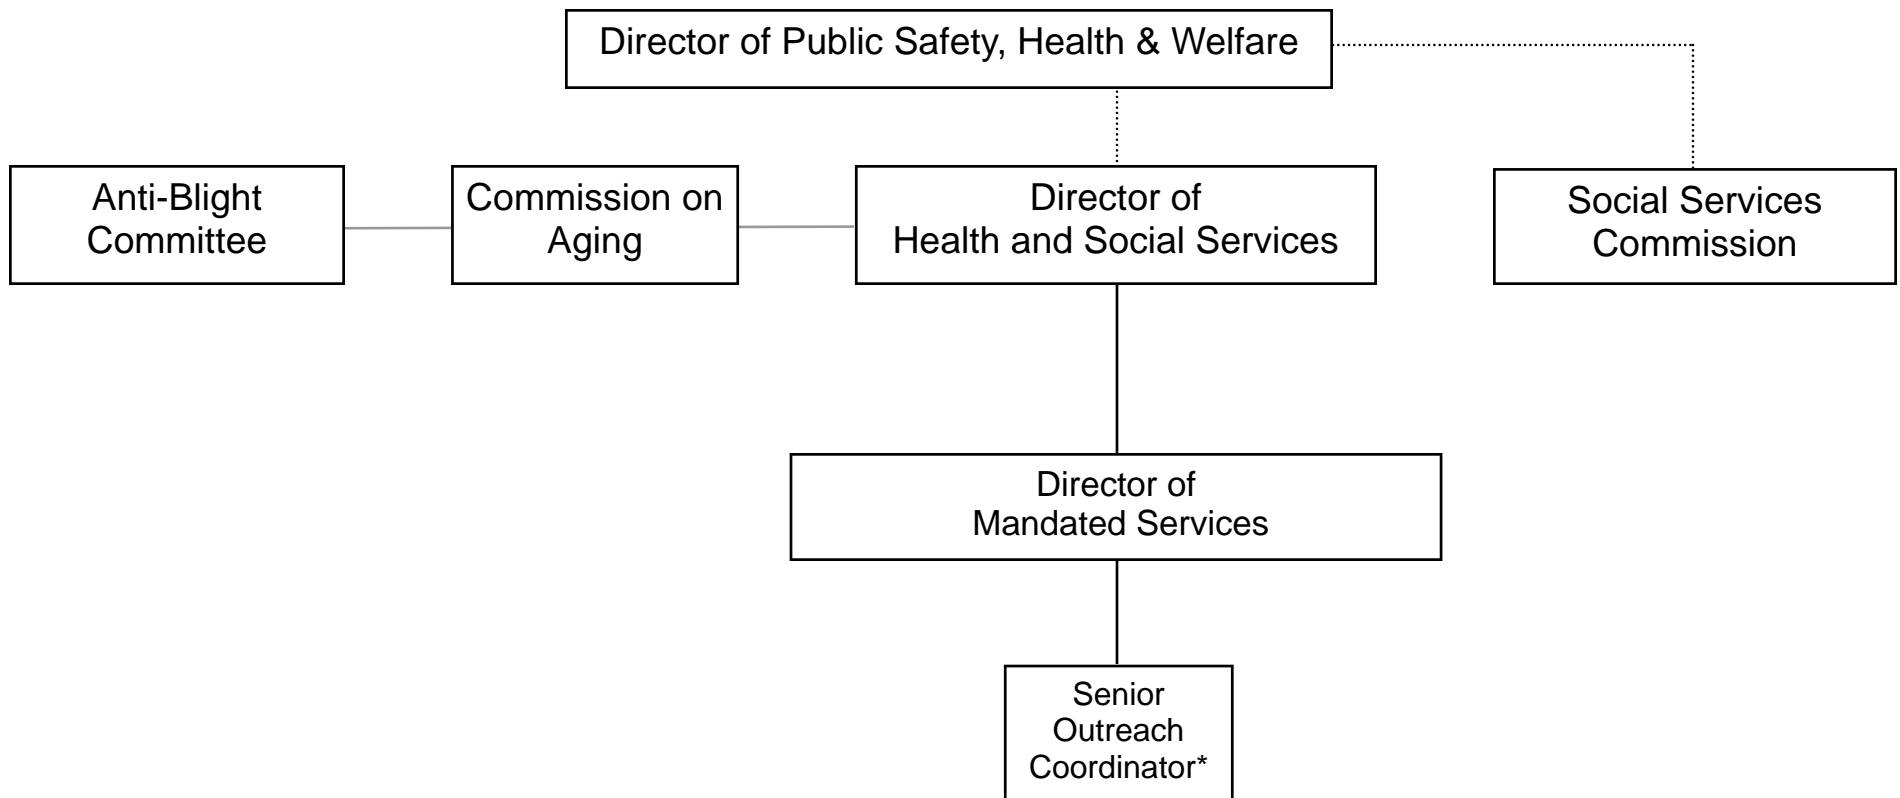 Director of Public Safety, Health & Welfare
Anti-Blight
Committee
Commission on
Aging
Director of
Health and Social Services
Social Services
Commission
Director of
Mandated Services
Senior
Outreach
Coordinator*